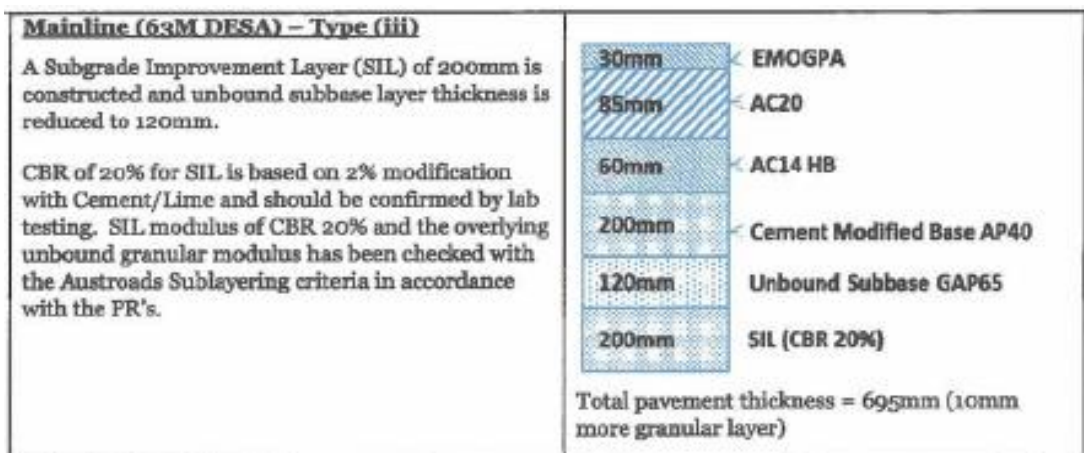 Mainline (63M DESA) – Type (iii)
A Subgrade Improvement Layer (SIL) of 200mm is
constructed and unbound subbase layer thickness is
reduced to 120mm.
CBR of 20% for SIL is based on 2% modification
with Cement/Lime and should be confirmed by lab
testing. SIL modulus of CBR 20% and the overlying
unbound granular modulus has been checked with
the Austroads Sublayering criteria in accordance
with the PR's.
30mm EMOGPA
85mm AC20
60mm AC14 HB
200mm Cement Modified Base AP40
120mm Unbound Subbase GAP65
200mm SIL (CBR 20%)
Total pavement thickness = 695mm (10mm
more granular layer)